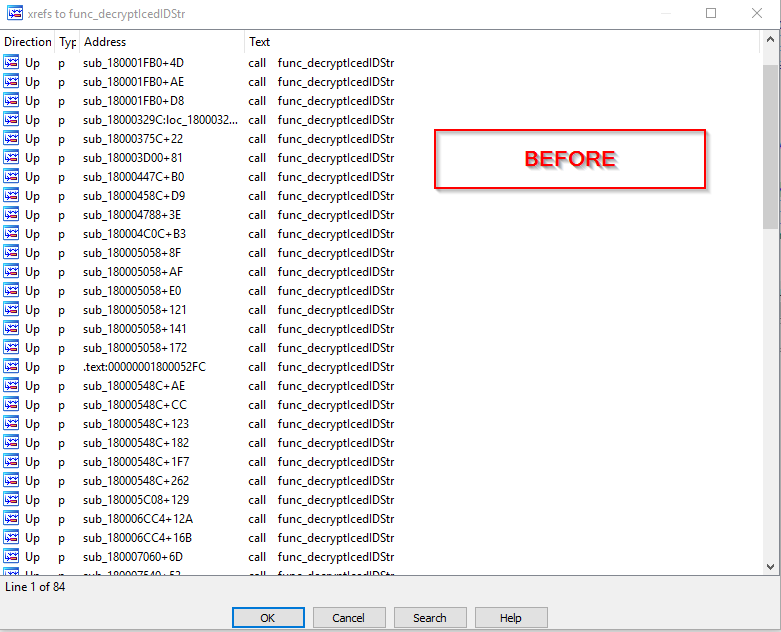 xrefs to func_decryptIcedIDStr
Direction Typ Address Text
Up p sub_180001FB0+4D call func_decryptIcedIDStr
Up p sub_180001FB0+AE call func_decryptIcedIDStr
Up p sub_180001FB0+D8 call func_decryptIcedIDStr
Up p sub_18000329C:loc_1800032... call func_decryptIcedIDStr
Up p sub_18000375C+22 call func_decryptIcedIDStr
Up p sub_180003D00+81 call func_decryptIcedIDStr
Up p sub_18000447C+B0 call func_decryptIcedIDStr
Up p sub_18000458C+D9 call func_decryptIcedIDStr
Up p sub_180004788+3E call func_decryptIcedIDStr
Up p sub_180004C0C+B3 call func_decryptIcedIDStr
Up p sub_180005058+8F call func_decryptIcedIDStr
Up p sub_180005058+AF call func_decryptIcedIDStr
Up p sub_180005058+E0 call func_decryptIcedIDStr
Up p sub_180005058+121 call func_decryptIcedIDStr
Up p sub_180005058+141 call func_decryptIcedIDStr
Up p sub_180005058+172 call func_decryptIcedIDStr
Up p .text:00000001800052FC call func_decryptIcedIDStr
Up p sub_18000548C+AE call func_decryptIcedIDStr
Up p sub_18000548C+CC call func_decryptIcedIDStr
Up p sub_18000548C+123 call func_decryptIcedIDStr
Up p sub_18000548C+182 call func_decryptIcedIDStr
Up p sub_18000548C+1F7 call func_decryptIcedIDStr
Up p sub_18000548C+262 call func_decryptIcedIDStr
Up p sub_180005C08+129 call func_decryptIcedIDStr
Up p sub_180006CC4+12A call func_decryptIcedIDStr
Up p sub_180006CC4+16B call func_decryptIcedIDStr
Up p sub_180007060+6D call func_decryptIcedIDStr
BEFORE
Line 1 of 84
OK Cancel Search Help